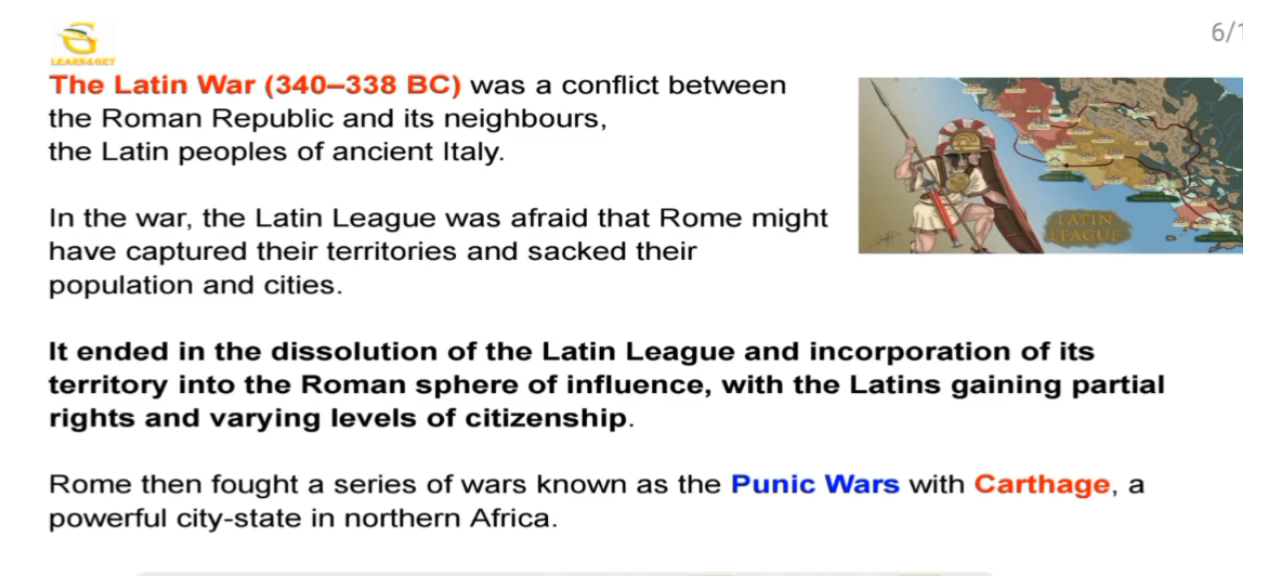 LEARN&GET
6/1
The Latin War (340–338 BC) was a conflict between
the Roman Republic and its neighbours,
the Latin peoples of ancient Italy.
LATIN
LEAGUE
In the war, the Latin League was afraid that Rome might
have captured their territories and sacked their
population and cities.
It ended in the dissolution of the Latin League and incorporation of its
territory into the Roman sphere of influence, with the Latins gaining partial
rights and varying levels of citizenship.
Rome then fought a series of wars known as the Punic Wars with Carthage, a
powerful city-state in northern Africa.